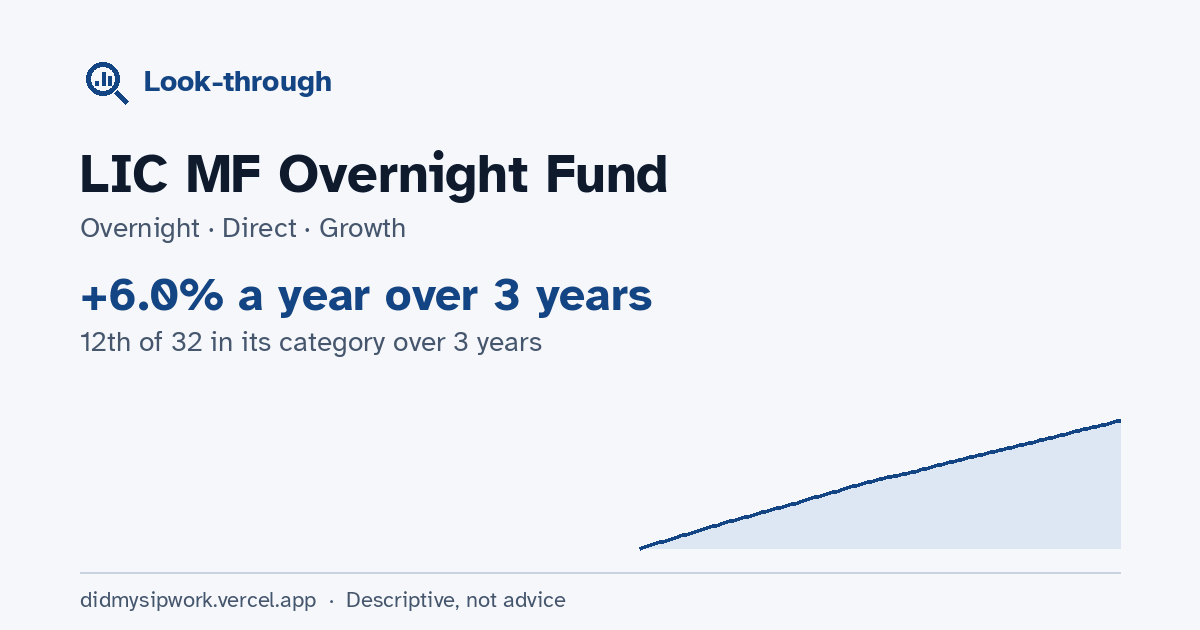 Look-through
LIC MF Overnight Fund
Overnight · Direct · Growth
+6.0% a year over 3 years
12th of 32 in its category over 3 years
didmysipwork.vercel.app · Descriptive, not advice